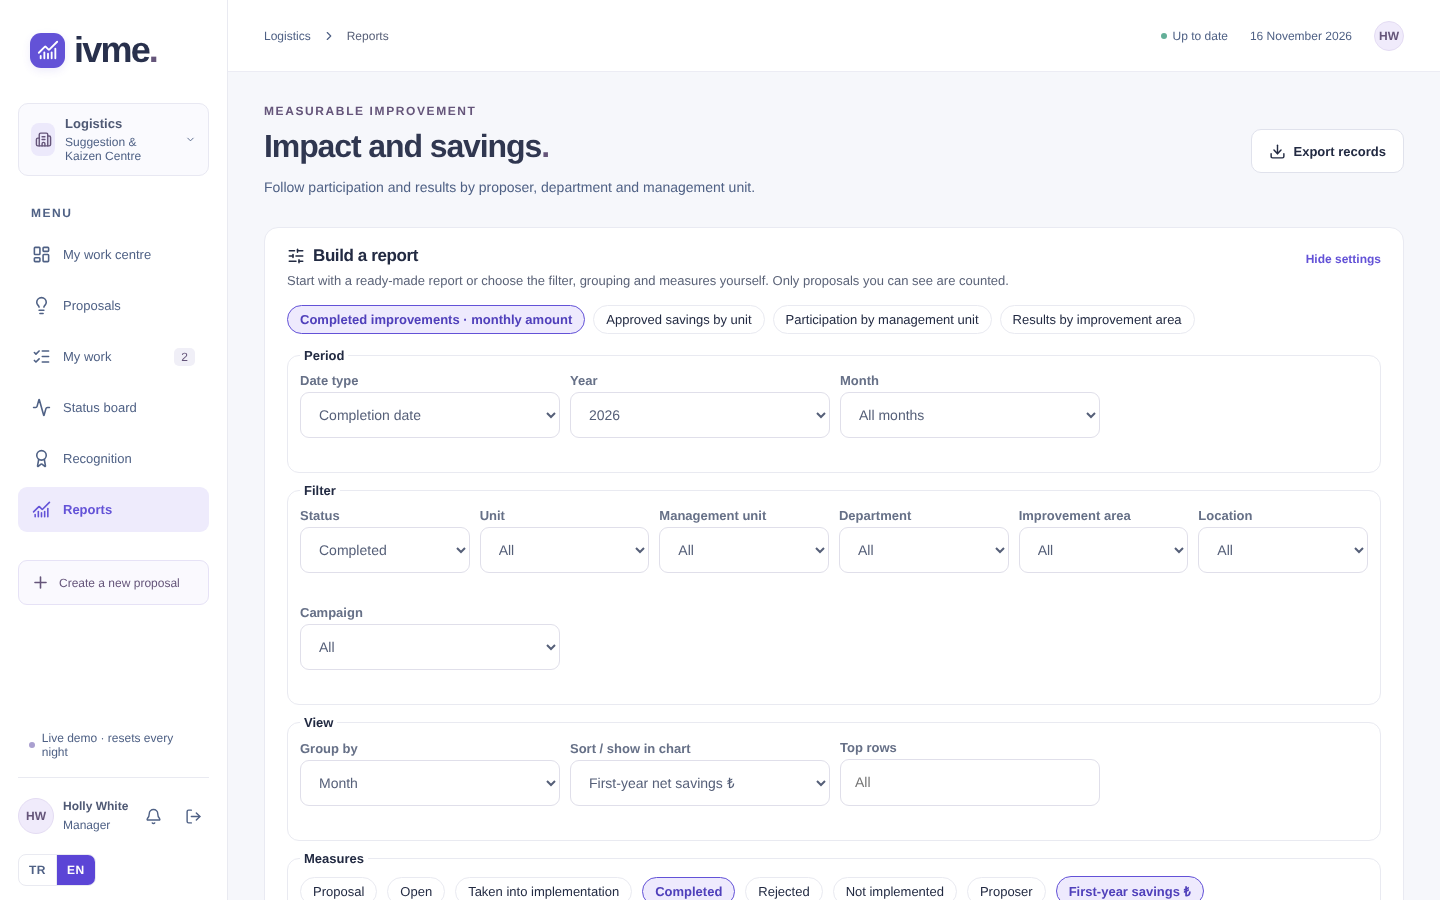 ivme.
Logistics
Suggestion &
Kaizen Centre
MENU
My work centre
Proposals
My work 2
Status board
Recognition
Reports
Create a new proposal
Live demo · resets every
night
HW Holly White
Manager
TR EN
Logistics > Reports
Up to date 16 November 2026 HW
MEASURABLE IMPROVEMENT
Impact and savings.
Follow participation and results by proposer, department and management unit.
Export records
Build a report
Hide settings
Start with a ready-made report or choose the filter, grouping and measures yourself. Only proposals you can see are counted.
Completed improvements · monthly amount Approved savings by unit Participation by management unit Results by improvement area
Period
Date type Year Month
Completion date 2026 All months
Filter
Status Unit Management unit Department Improvement area Location
Completed All All All All All
Campaign
All
View
Group by Sort / show in chart Top rows
Month First-year net savings ₺ All
Measures
Proposal Open Taken into implementation Completed Rejected Not implemented Proposer First-year savings ₺